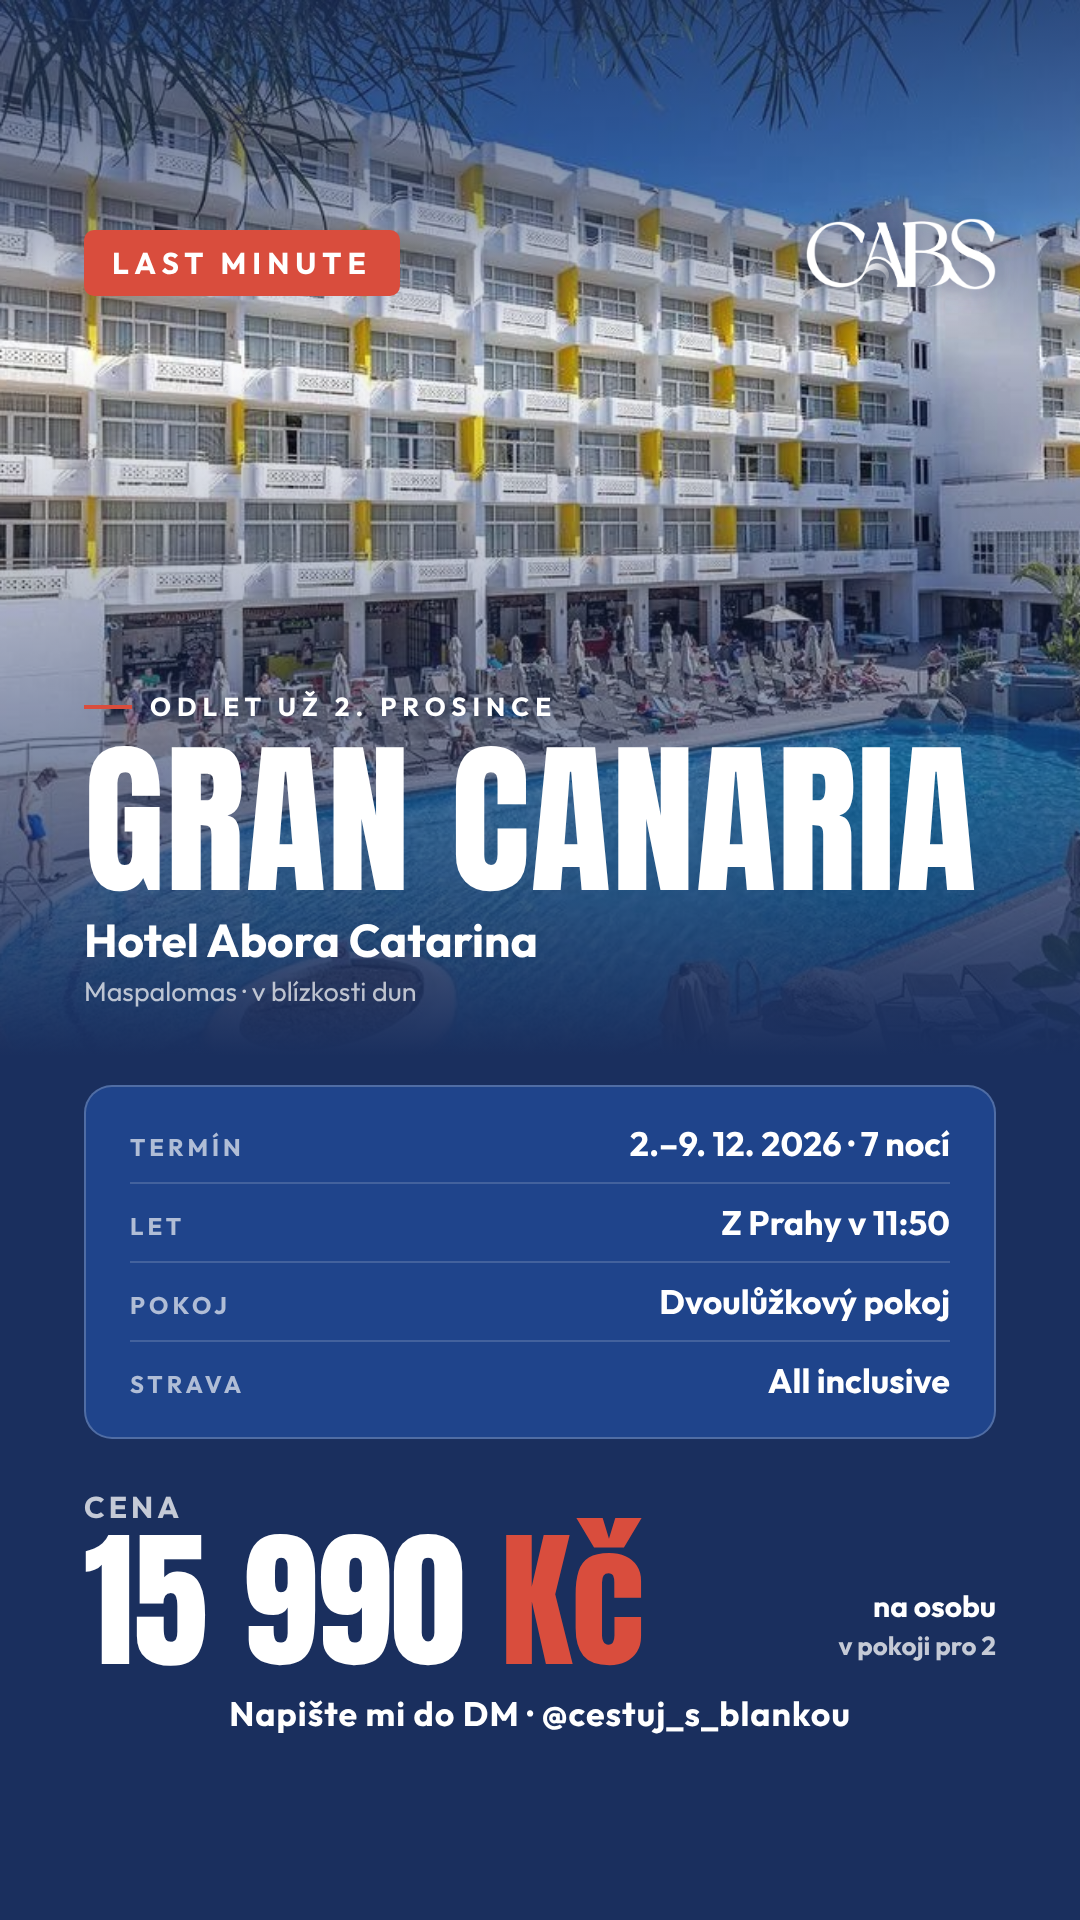 LAST MINUTE
CABS
ODLET UŽ 2. PROSINCE
GRAN CANARIA
Hotel Abora Catarina
Maspalomas · v blízkosti dun
TERMÍN 2.–9. 12. 2026 · 7 nocí
LET Z Prahy v 11:50
POKOJ Dvoulůžkový pokoj
STRAVA All inclusive
CENA
15 990 Kč
na osobu
v pokoji pro 2
Napište mi do DM · @cestuj_s_blankou